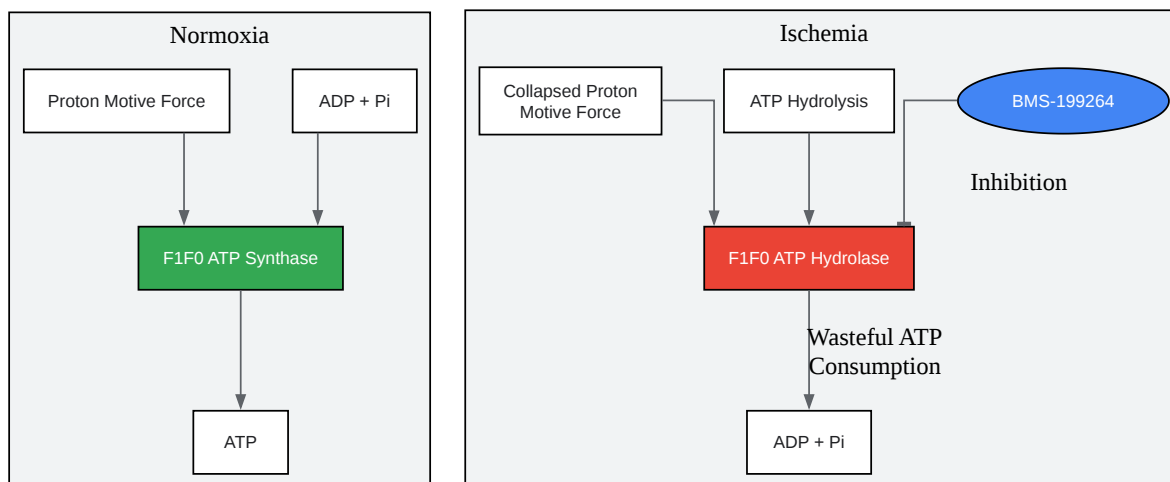 Normoxia
Proton Motive Force
ADP + Pi
F1F0 ATP Synthase
ATP
Ischemia
Collapsed Proton
Motive Force
ATP Hydrolysis
BMS-199264
Inhibition
F1F0 ATP Hydrolase
Wasteful ATP
Consumption
ADP + Pi